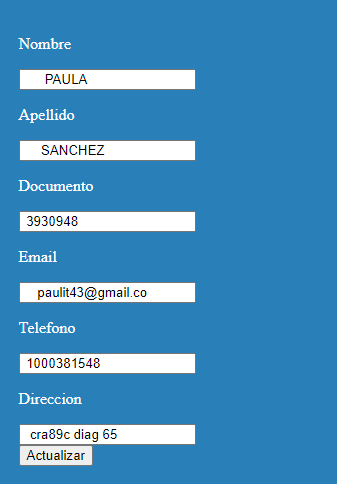 Nombre
PAULA
Apellido
SANCHEZ
Documento
3930948
Email
paulit43@gmail.co
Telefono
1000381548
Direccion
cra89c diag 65
Actualizar